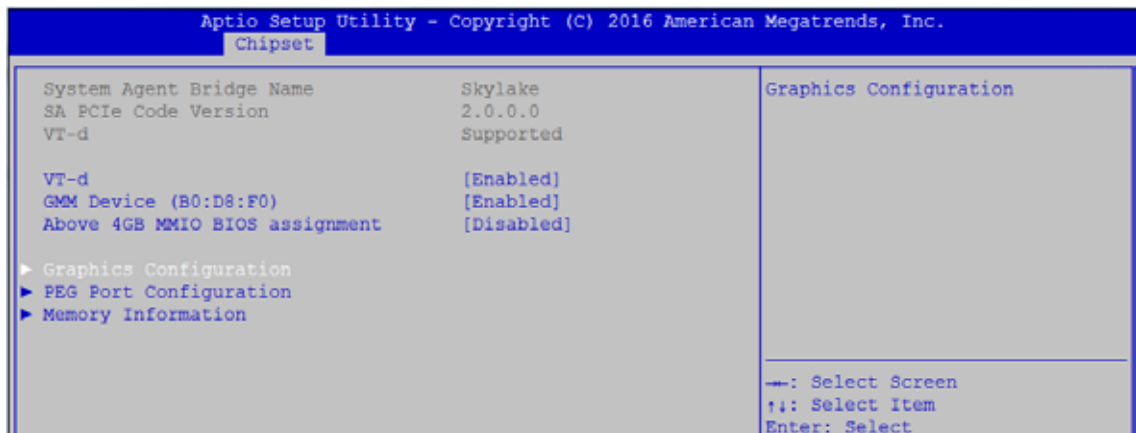 Aptio Setup Utility - Copyright (C) 2016 American Megatrends, Inc.
Chipset
System Agent Bridge Name Skylake
SA PCIe Code Version 2.0.0.0
VT-d Supported
VT-d [Enabled]
GMM Device (B0:D8:F0) [Enabled]
Above 4GB MMIO BIOS assignment [Disabled]
► Graphics Configuration
► PEG Port Configuration
► Memory Information
Graphics Configuration
→←: Select Screen
↑↓: Select Item
Enter: Select